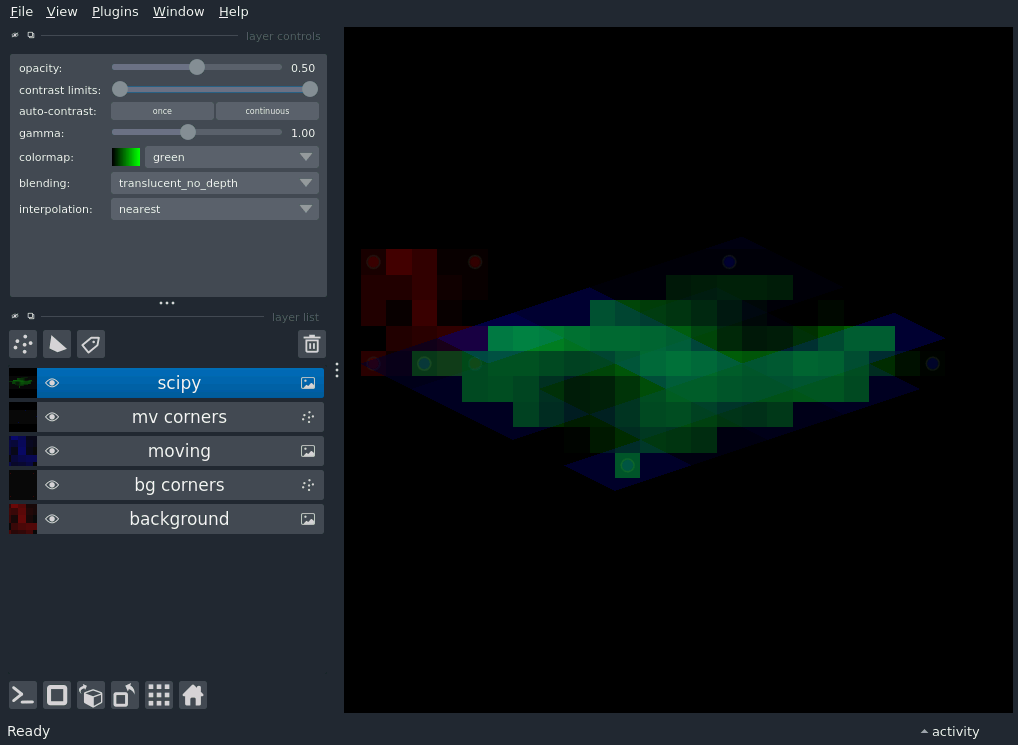 File View Plugins Window Help
layer controls
opacity: 0.50
contrast limits:
auto-contrast: once continuous
gamma: 1.00
colormap: green
blending: translucent_no_depth
interpolation: nearest
layer list
scipy
mv corners
moving
bg corners
background
Ready
activity